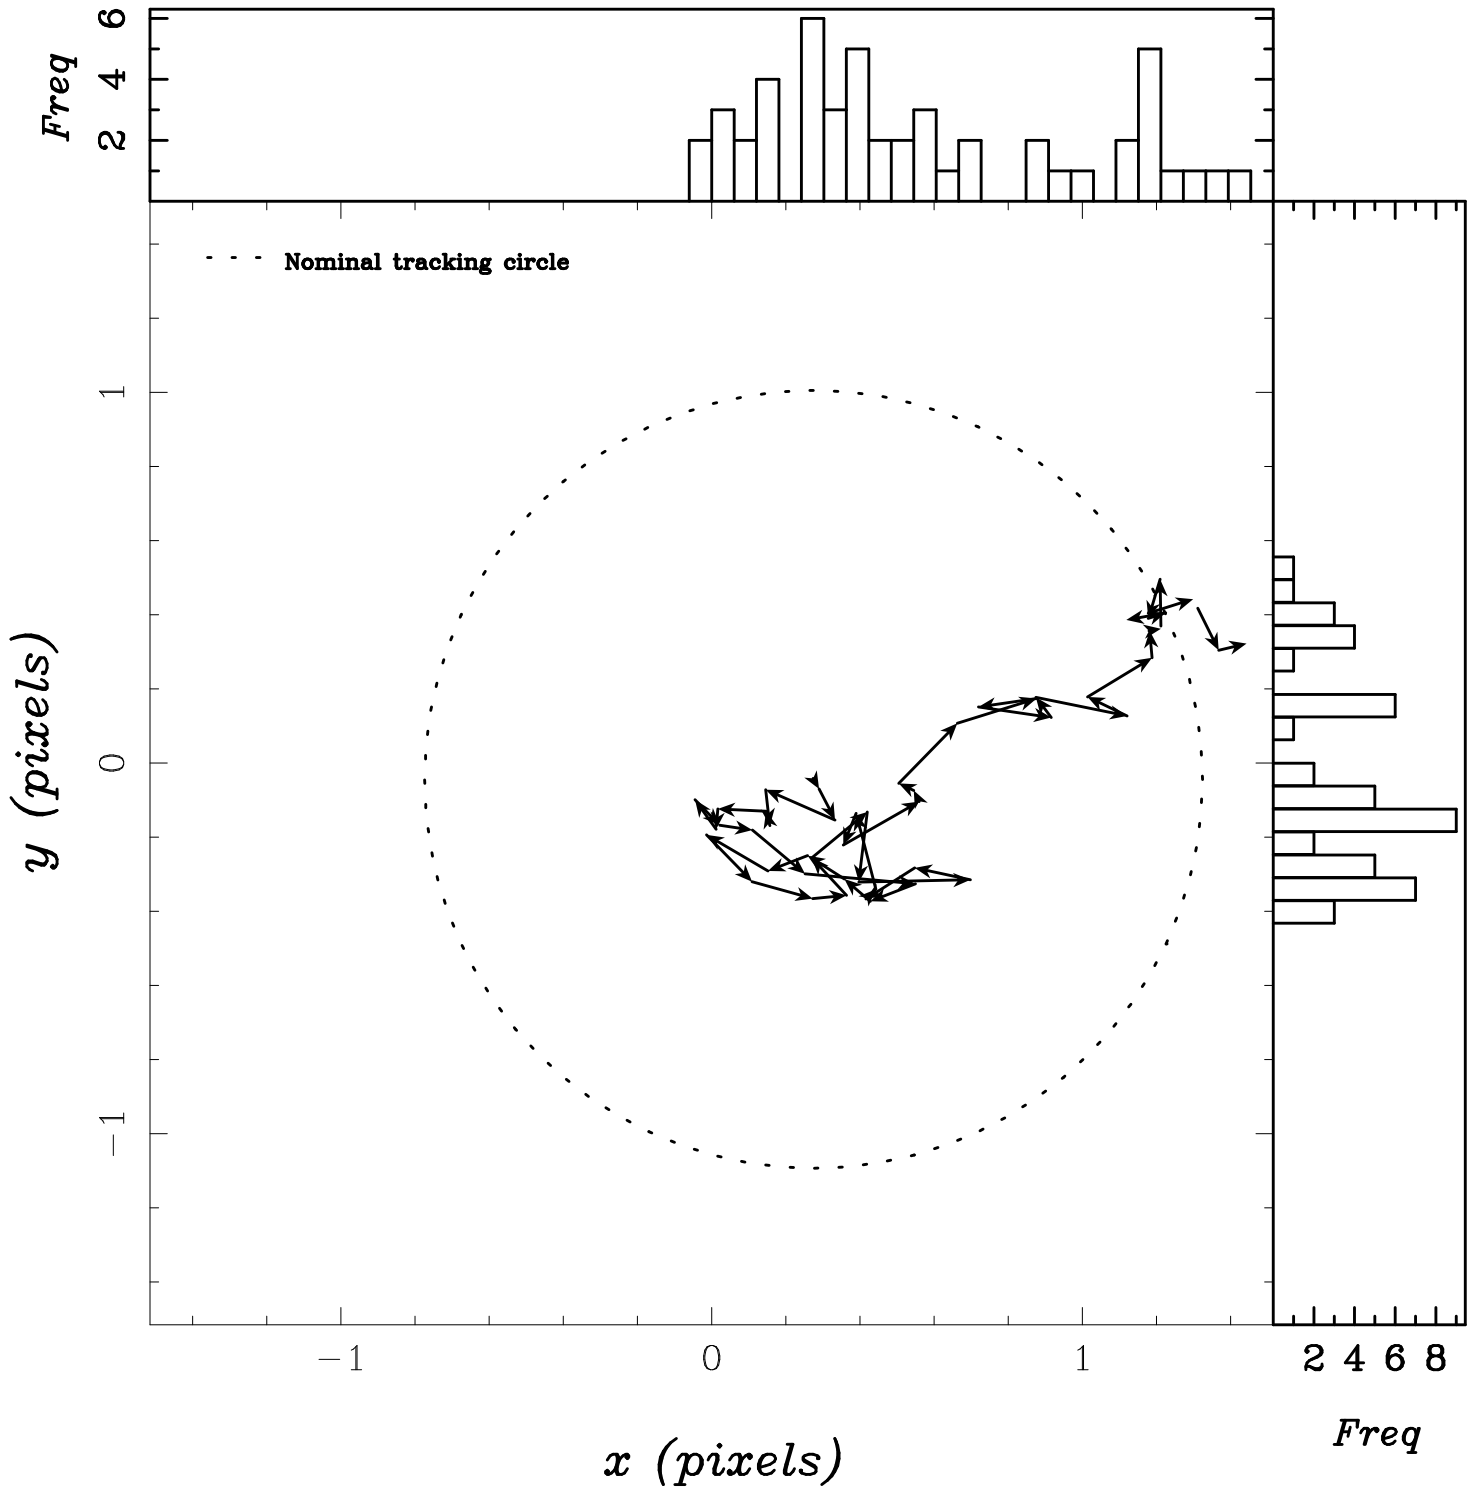 Freq
2 4 6
Nominal tracking circle
y (pixels)
1
0
−1
−1 0 1
x (pixels)
2 4 6 8
Freq